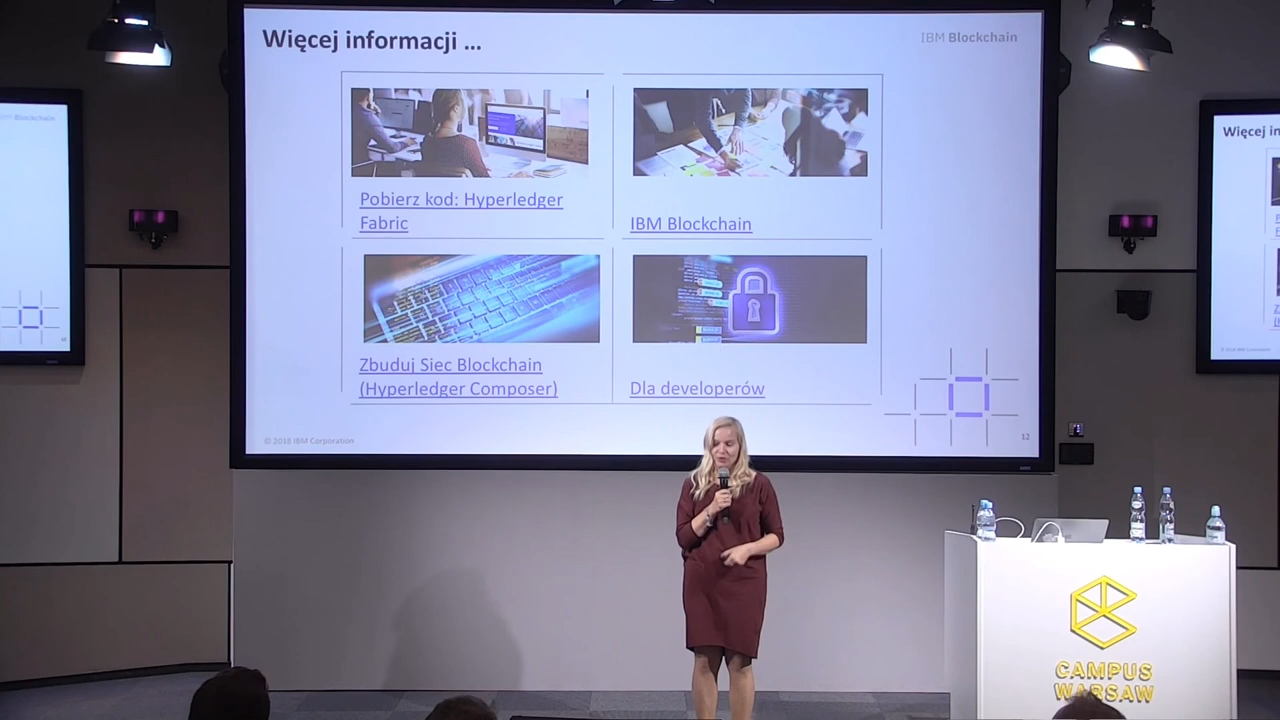 Więcej informacji ...
IBM Blockchain
Pobierz kod: Hyperledger
Fabric
IBM Blockchain
Zbuduj Siec Blockchain
(Hyperledger Composer)
Dla developerów
© 2018 IBM Corporation
12
Blockchain
Więcej in
CAMPUS
WARSAW